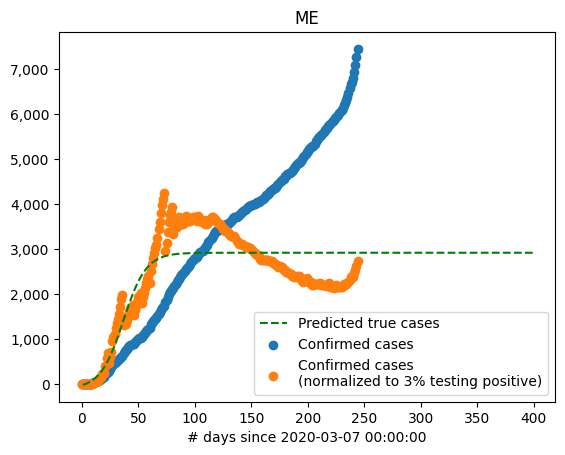 ME
7,000
6,000
5,000
4,000
3,000
2,000
1,000
0
Predicted true cases
Confirmed cases
Confirmed cases
(normalized to 3% testing positive)
0 50 100 150 200 250 300 350 400
# days since 2020-03-07 00:00:00